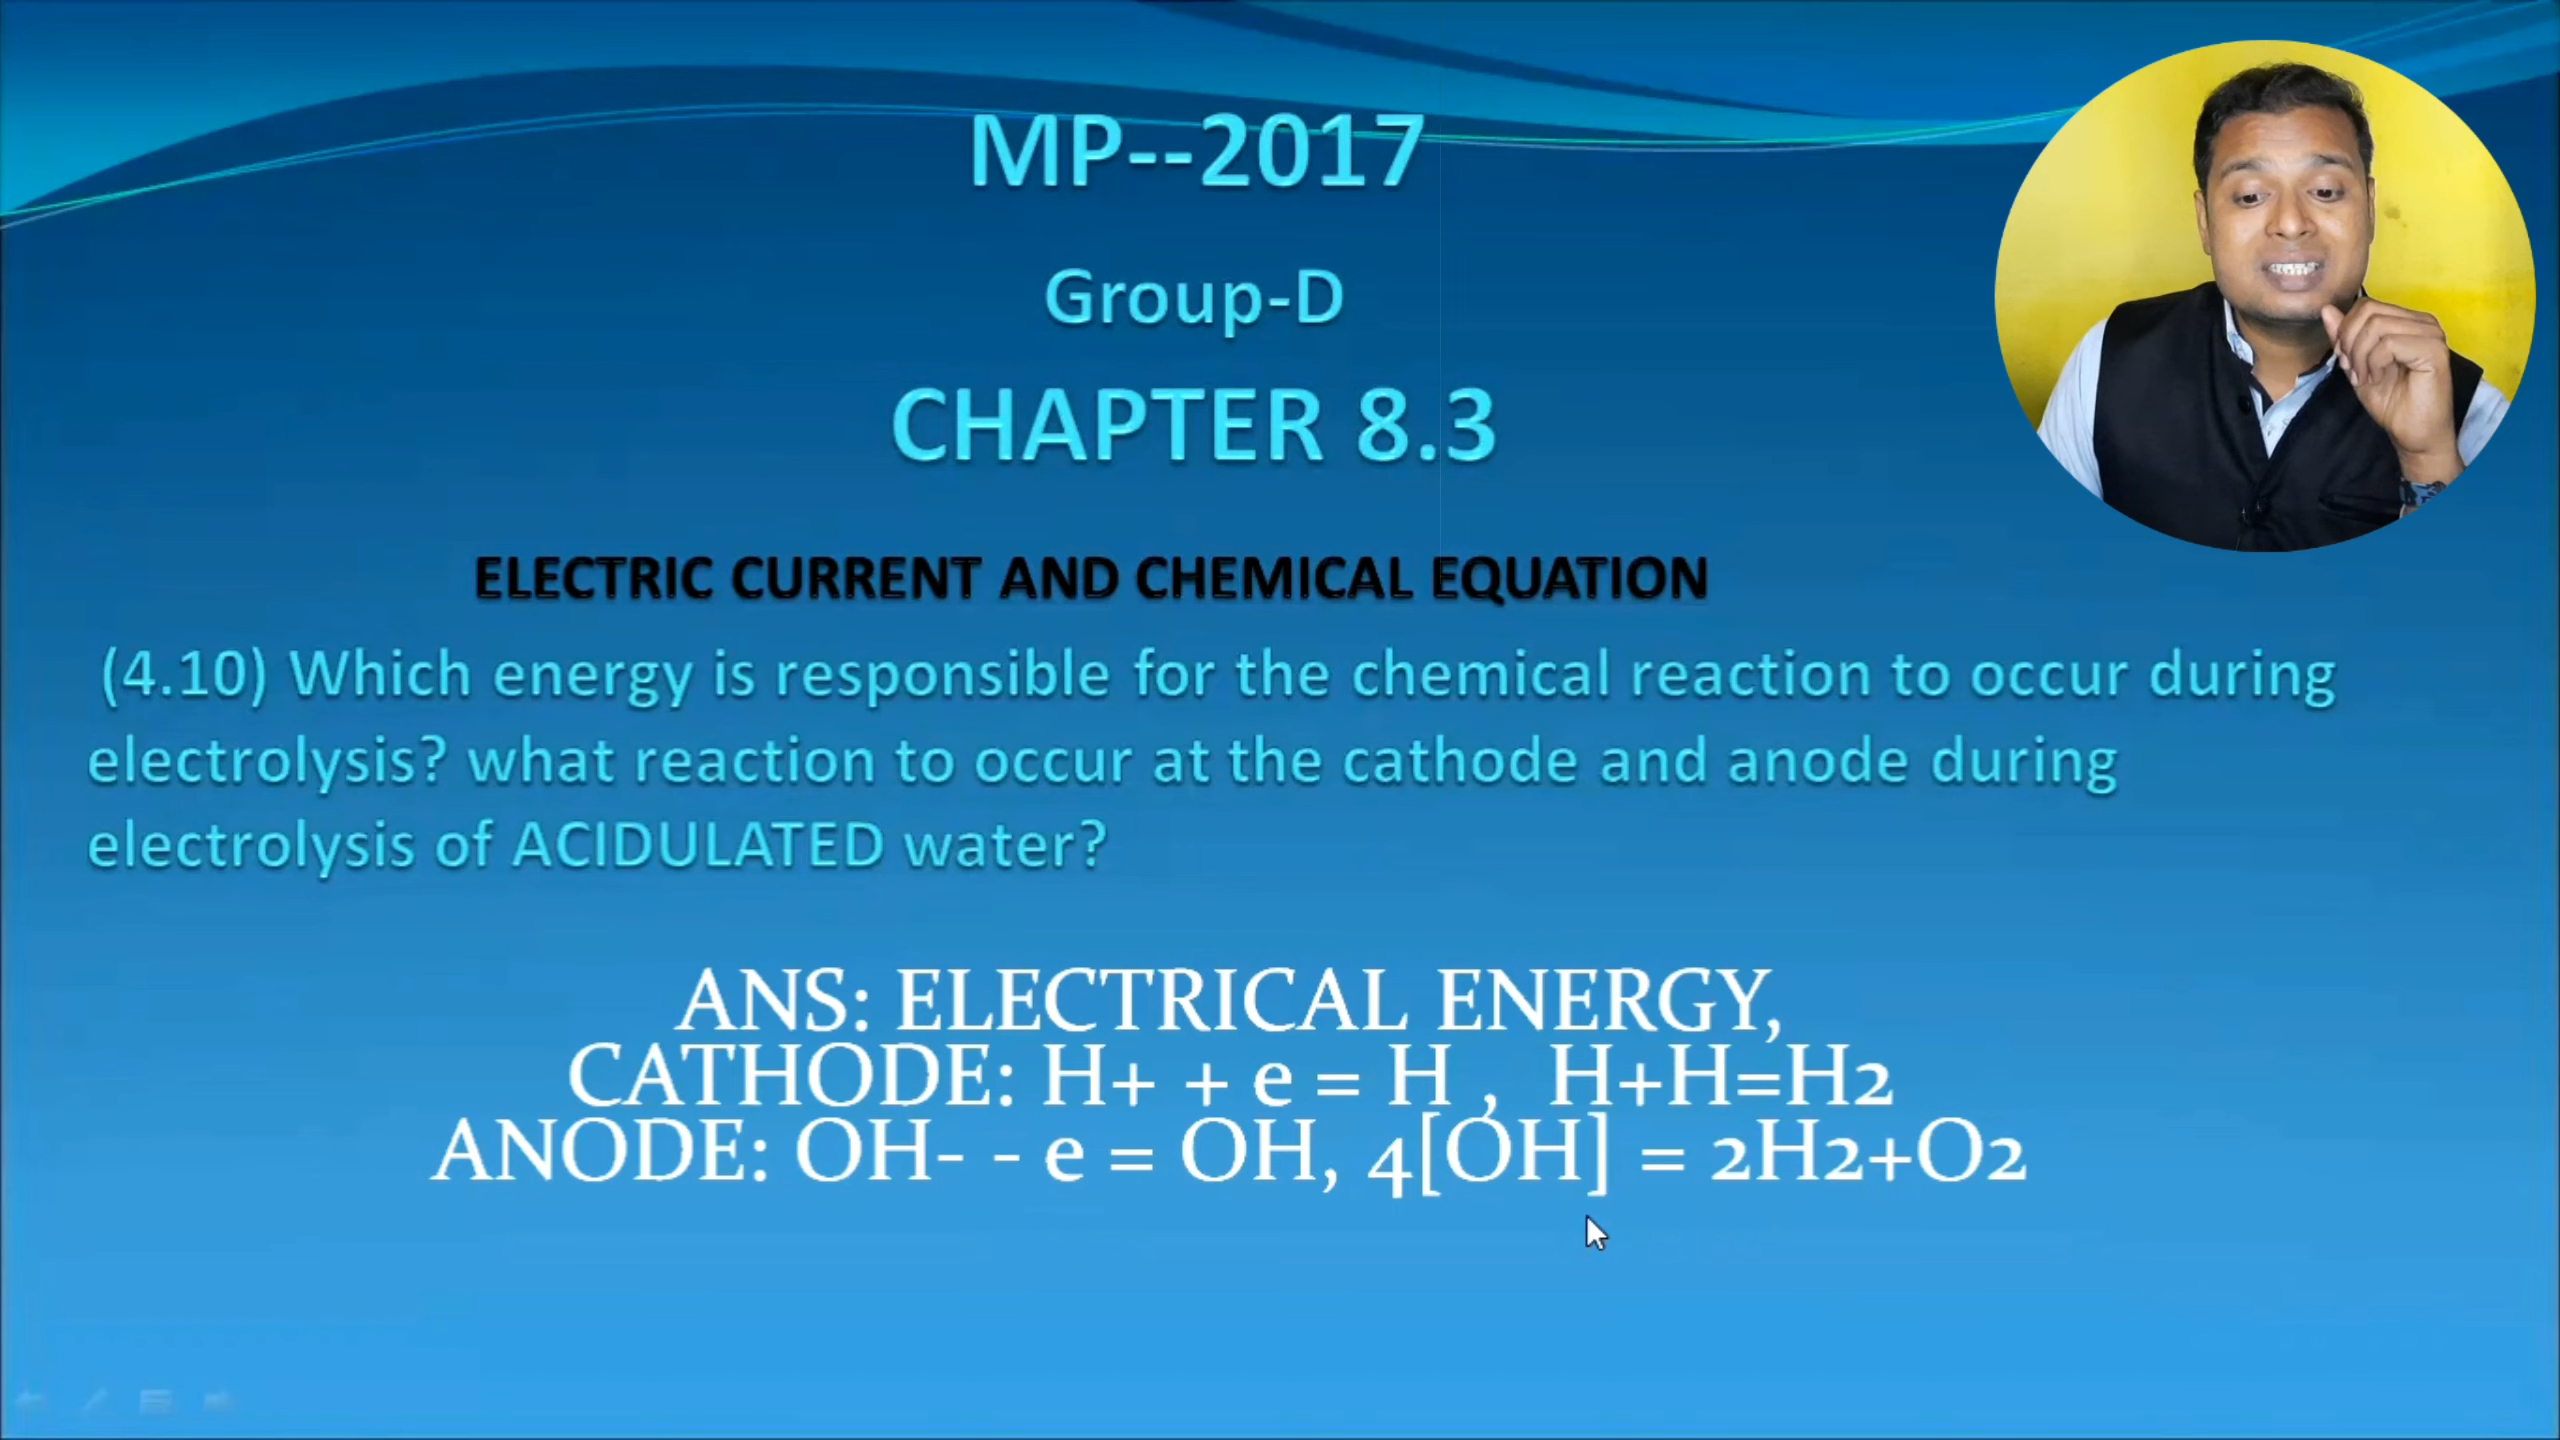 MP--2017
Group-D
CHAPTER 8.3
ELECTRIC CURRENT AND CHEMICAL EQUATION
(4.10) Which energy is responsible for the chemical reaction to occur during
electrolysis? what reaction to occur at the cathode and anode during
electrolysis of ACIDULATED water?
ANS: ELECTRICAL ENERGY,
CATHODE: H+ + e = H , H+H=H2
ANODE: OH- - e = OH, 4[OH] = 2H2+O2